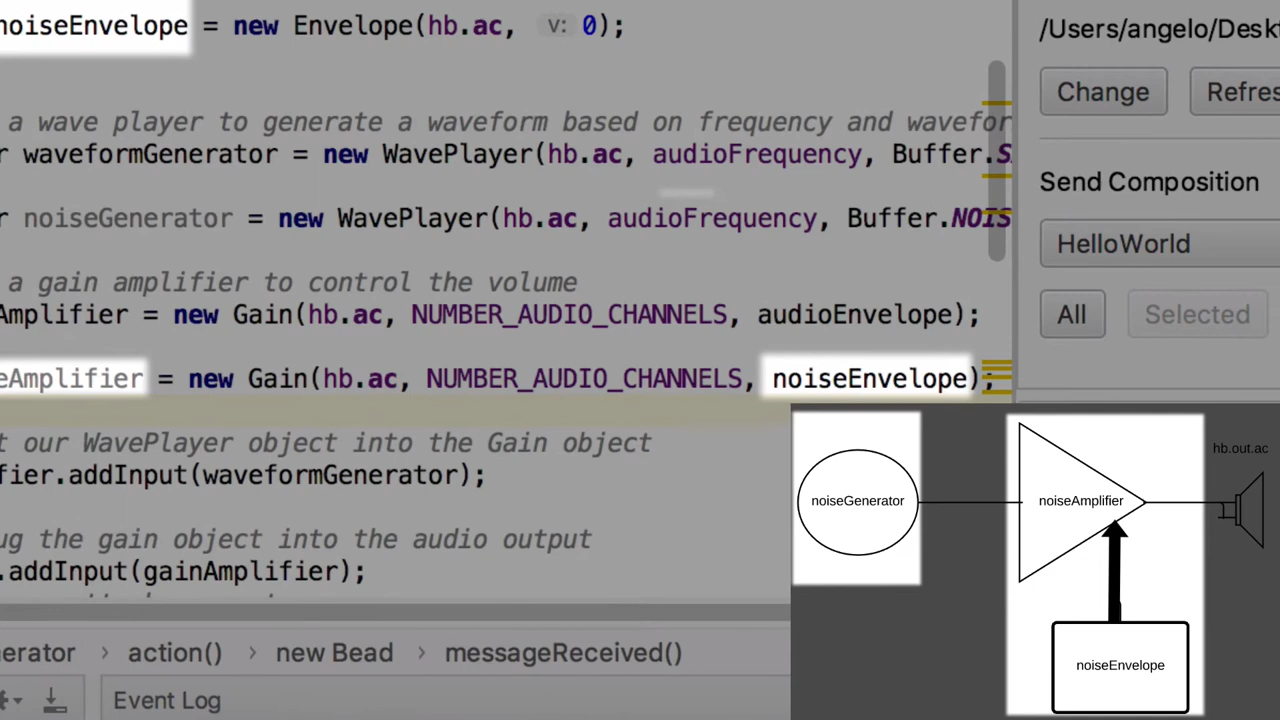 noiseEnvelope = new Envelope(hb.ac, v: 0);
a wave player to generate a waveform based on frequency and wavefor
r waveformGenerator = new WavePlayer(hb.ac, audioFrequency, Buffer.S
r noiseGenerator = new WavePlayer(hb.ac, audioFrequency, Buffer.NOIS
a gain amplifier to control the volume
Amplifier = new Gain(hb.ac, NUMBER_AUDIO_CHANNELS, audioEnvelope);
eAmplifier = new Gain(hb.ac, NUMBER_AUDIO_CHANNELS, noiseEnvelope);
t our WavePlayer object into the Gain object
fier.addInput(waveformGenerator);
ug the gain object into the audio output
.addInput(gainAmplifier);
erator › action() › new Bead › messageReceived()
Event Log
/Users/angelo/Deskt
Change Refres
Send Composition
HelloWorld
All Selected
hb.out.ac
noiseGenerator
noiseAmplifier
noiseEnvelope